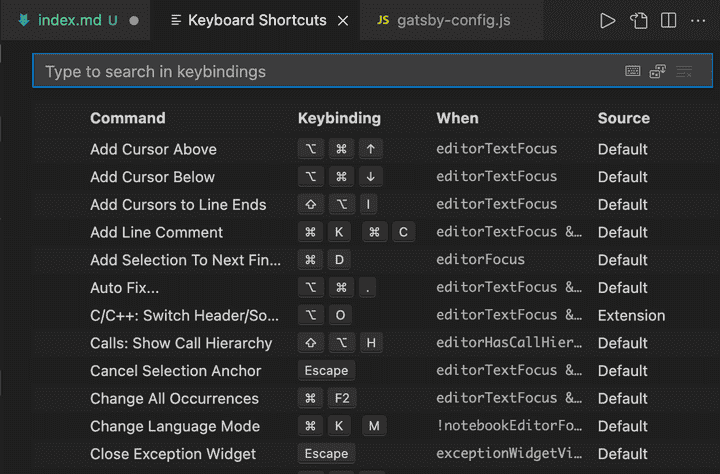 index.md U
Keyboard Shortcuts
JS gatsby-config.js
Type to search in keybindings
Command Keybinding When Source
Add Cursor Above ⌥ ⌘ ↑ editorTextFocus Default
Add Cursor Below ⌥ ⌘ ↓ editorTextFocus Default
Add Cursors to Line Ends ⇧ ⌥ I editorTextFocus Default
Add Line Comment ⌘ K ⌘ C editorTextFocus &… Default
Add Selection To Next Fin… ⌘ D editorFocus Default
Auto Fix... ⌥ ⌘ . editorTextFocus &… Default
C/C++: Switch Header/So… ⌥ O editorTextFocus &… Extension
Calls: Show Call Hierarchy ⇧ ⌥ H editorHasCallHier… Default
Cancel Selection Anchor Escape editorTextFocus &… Default
Change All Occurrences ⌘ F2 editorTextFocus &… Default
Change Language Mode ⌘ K M !notebookEditorFo… Default
Close Exception Widget Escape exceptionWidgetVi… Default